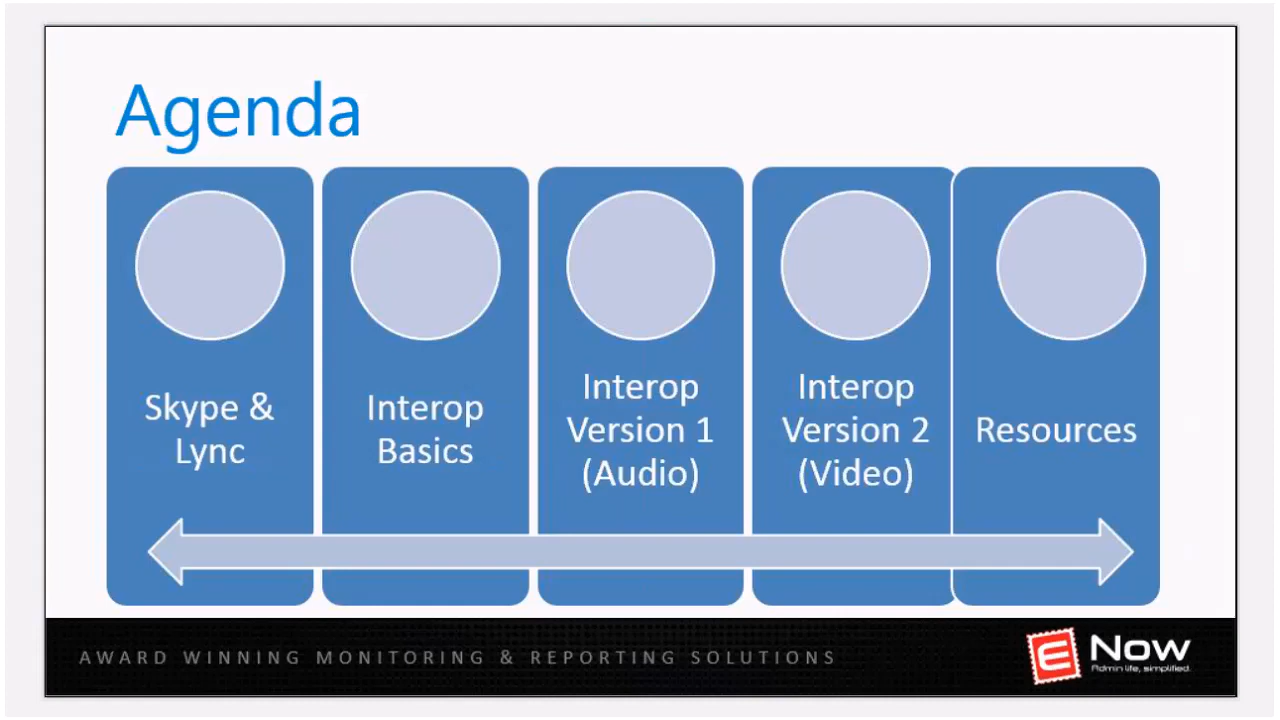 Agenda
Skype &
Lync
Interop
Basics
Interop
Version 1
(Audio)
Interop
Version 2
(Video)
Resources
AWARD WINNING MONITORING & REPORTING SOLUTIONS
E Now
Admin life, simplified.